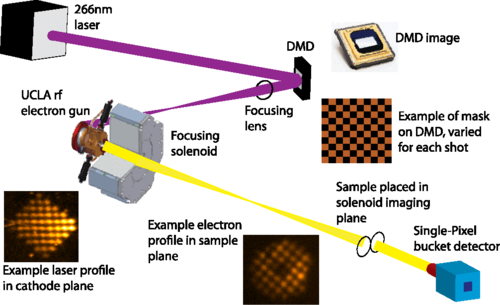 266nm
laser
DMD
DMD image
UCLA rf
electron gun
Focusing
lens
Focusing
solenoid
Example of mask
on DMD, varied
for each shot
Sample placed in
solenoid imaging
plane
Single-Pixel
bucket detector
Example electron
profile in sample
plane
Example laser profile
in cathode plane